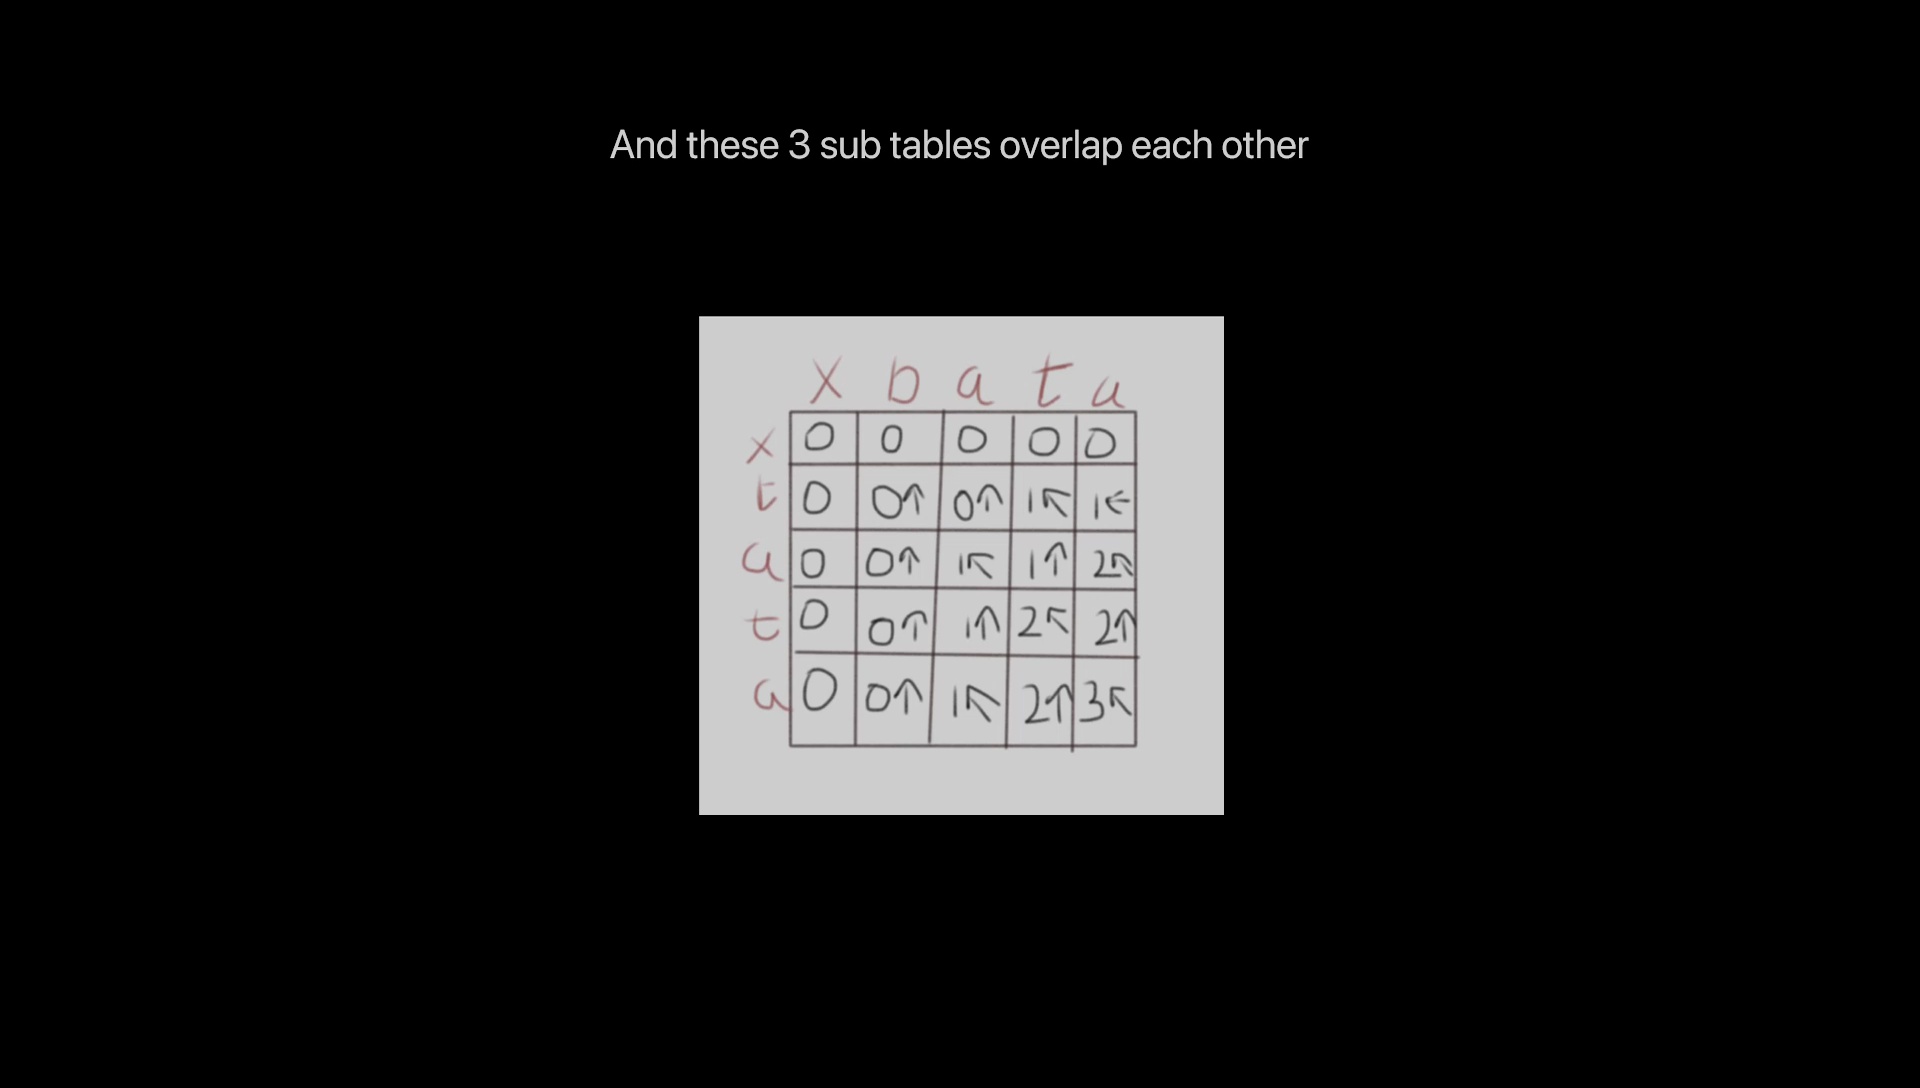 And these 3 sub tables overlap each other
x b a t a
x 0 0 0 0 0
t 0 0↑ 0↑ 1↖ 1←
a 0 0↑ 1↖ 1↑ 2↖
t 0 0↑ 1↑ 2↖ 2↑
a 0 0↑ 1↖ 2↑ 3↖